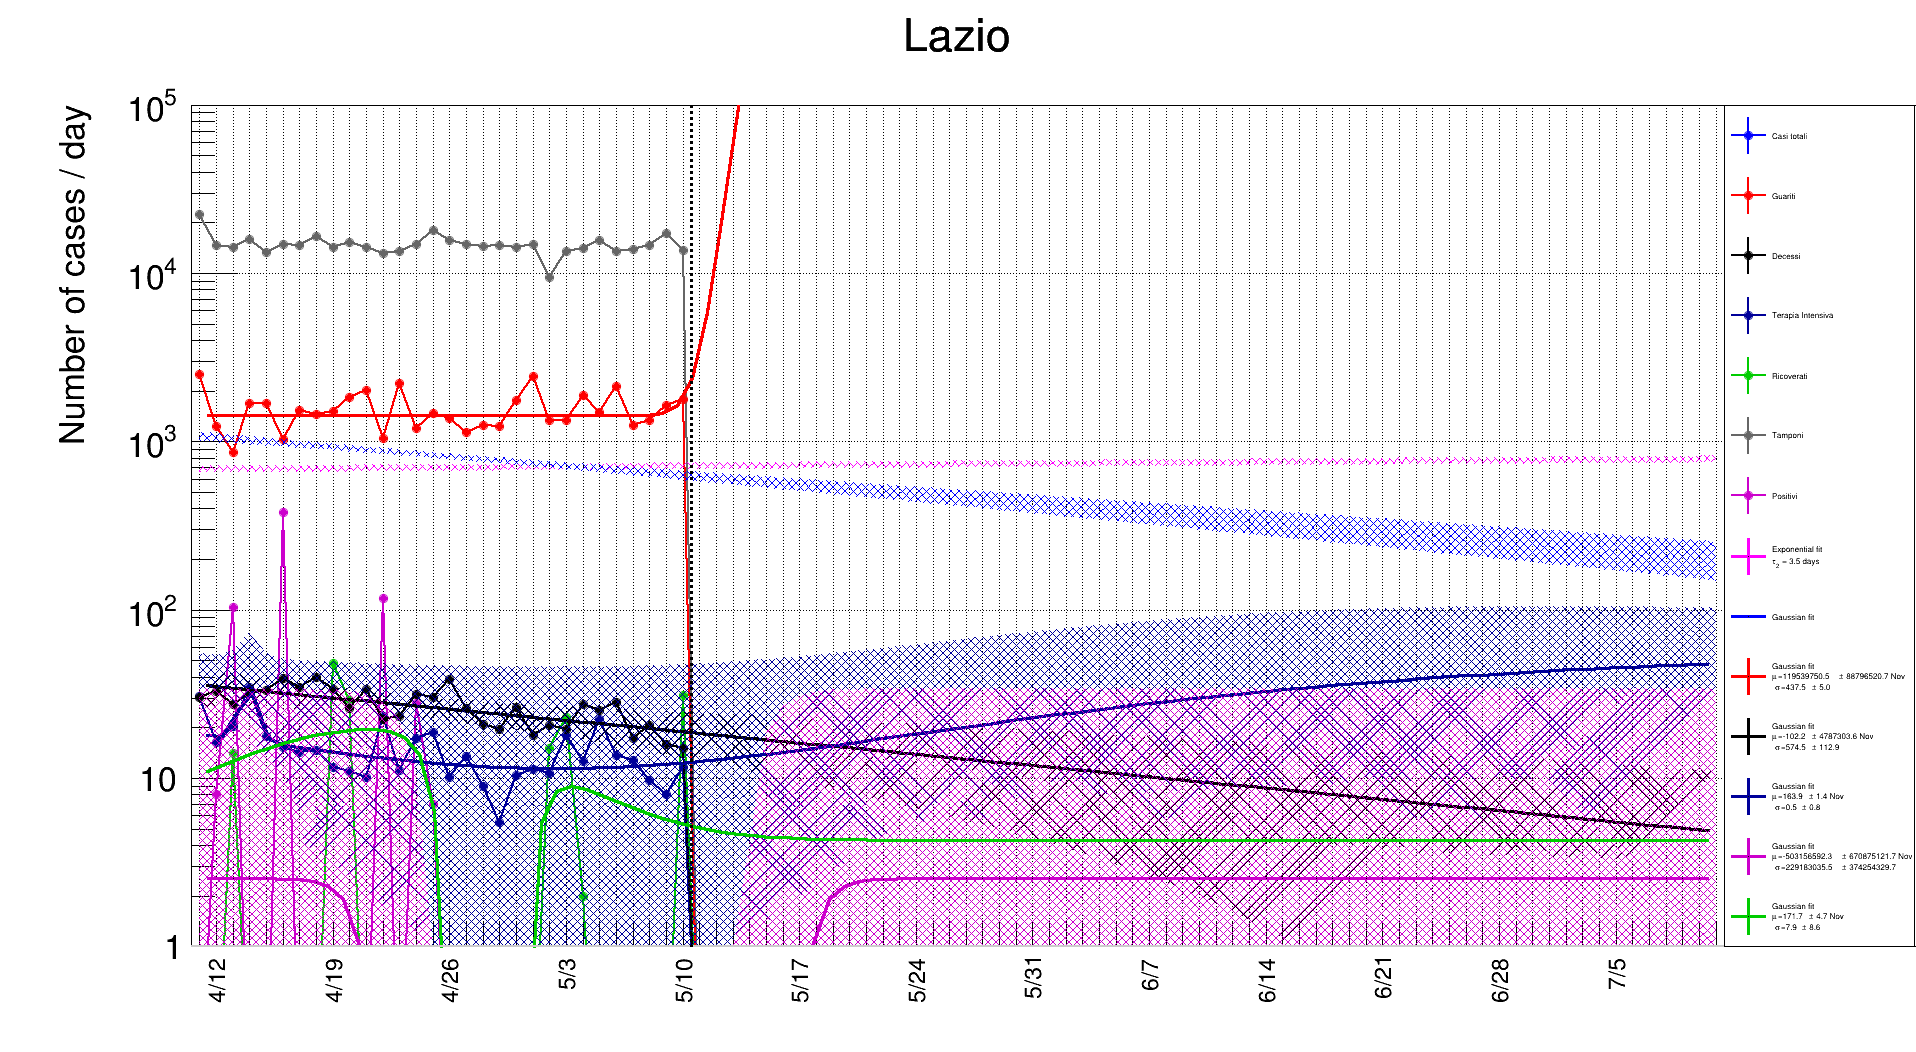 Lazio
Number of cases / day
10^5
10^4
10^3
10^2
10
1
4/12
4/19
4/26
5/3
5/10
5/17
5/24
5/31
6/7
6/14
6/21
6/28
7/5
Casi totali
Guariti
Decessi
Terapia Intensiva
Ricoverati
Tamponi
Positivi
Exponential fit
τ_2 = 3.5 days
Gaussian fit
Gaussian fit
μ=119539750.5 ± 88796520.7 Nov
σ=437.5 ± 5.0
Gaussian fit
μ=-102.2 ± 4787303.6 Nov
σ=574.5 ± 112.9
Gaussian fit
μ=163.9 ± 1.4 Nov
σ=0.5 ± 0.8
Gaussian fit
μ=-503156592.3 ± 670875121.7 Nov
σ=229183035.5 ± 374254329.7
Gaussian fit
μ=171.7 ± 4.7 Nov
σ=7.9 ± 8.6